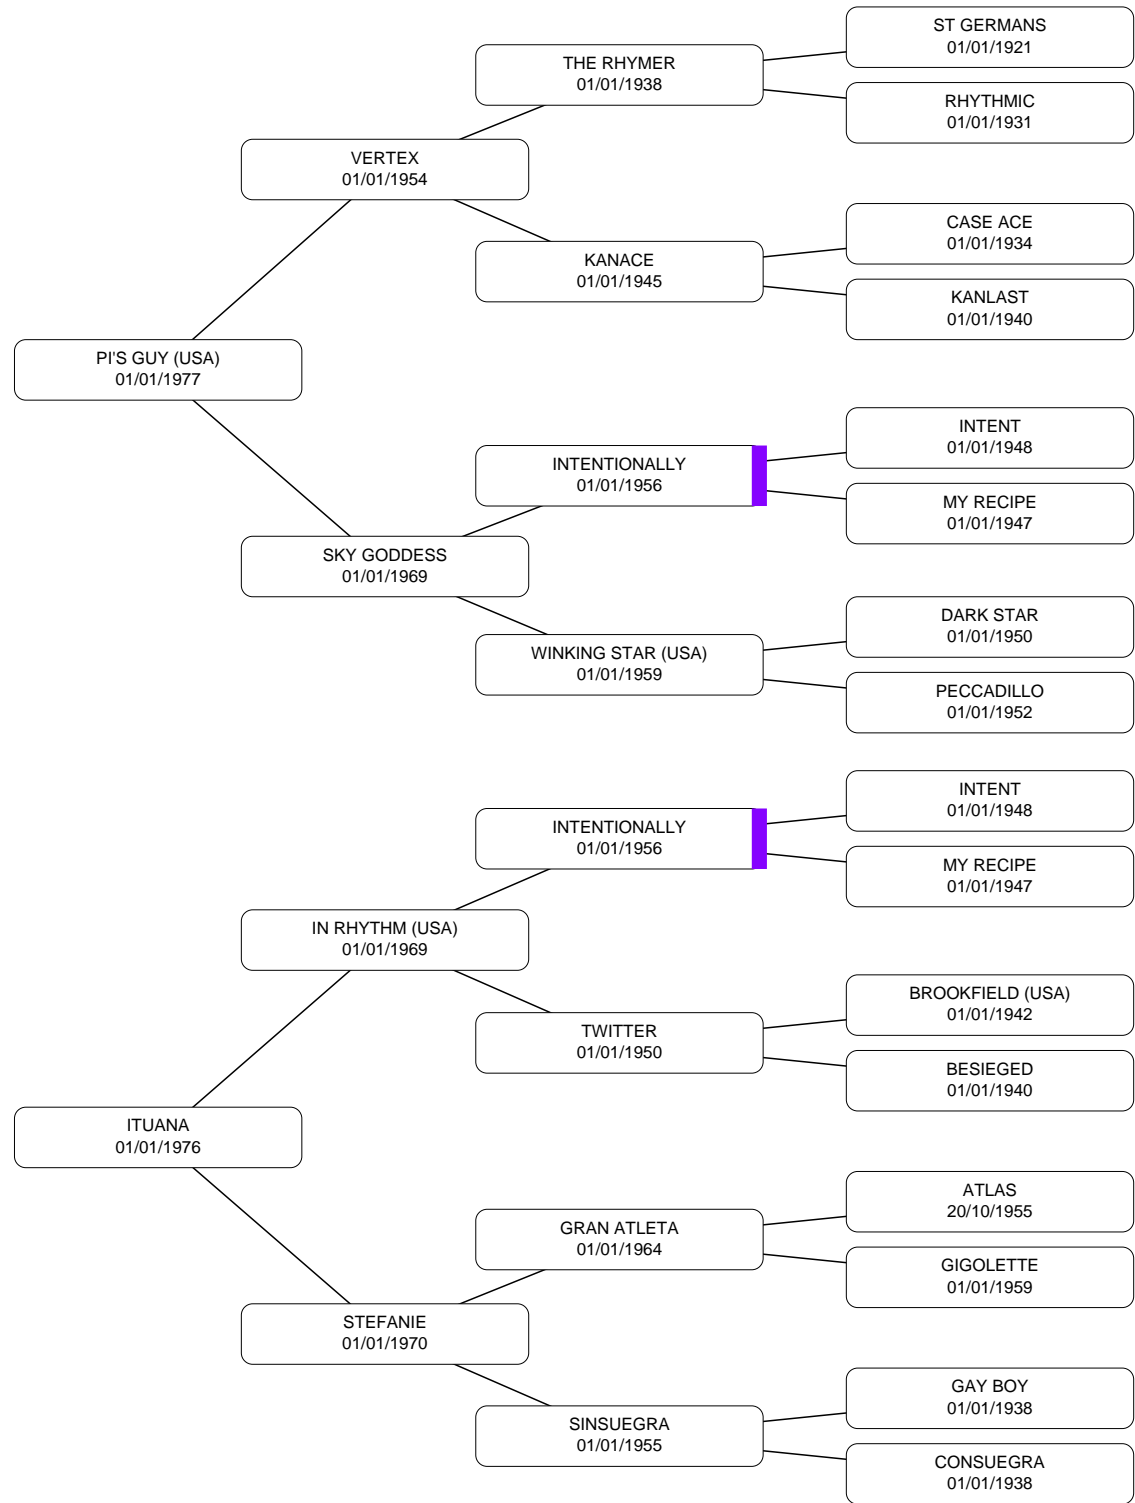 ST GERMANS
01/01/1921
THE RHYMER
01/01/1938
RHYTHMIC
01/01/1931
VERTEX
01/01/1954
CASE ACE
01/01/1934
KANACE
01/01/1945
KANLAST
01/01/1940
PI'S GUY (USA)
01/01/1977
INTENT
01/01/1948
INTENTIONALLY
01/01/1956
MY RECIPE
01/01/1947
SKY GODDESS
01/01/1969
DARK STAR
01/01/1950
WINKING STAR (USA)
01/01/1959
PECCADILLO
01/01/1952
INTENT
01/01/1948
INTENTIONALLY
01/01/1956
MY RECIPE
01/01/1947
IN RHYTHM (USA)
01/01/1969
BROOKFIELD (USA)
01/01/1942
TWITTER
01/01/1950
BESIEGED
01/01/1940
ITUANA
01/01/1976
ATLAS
20/10/1955
GRAN ATLETA
01/01/1964
GIGOLETTE
01/01/1959
STEFANIE
01/01/1970
GAY BOY
01/01/1938
SINSUEGRA
01/01/1955
CONSUEGRA
01/01/1938